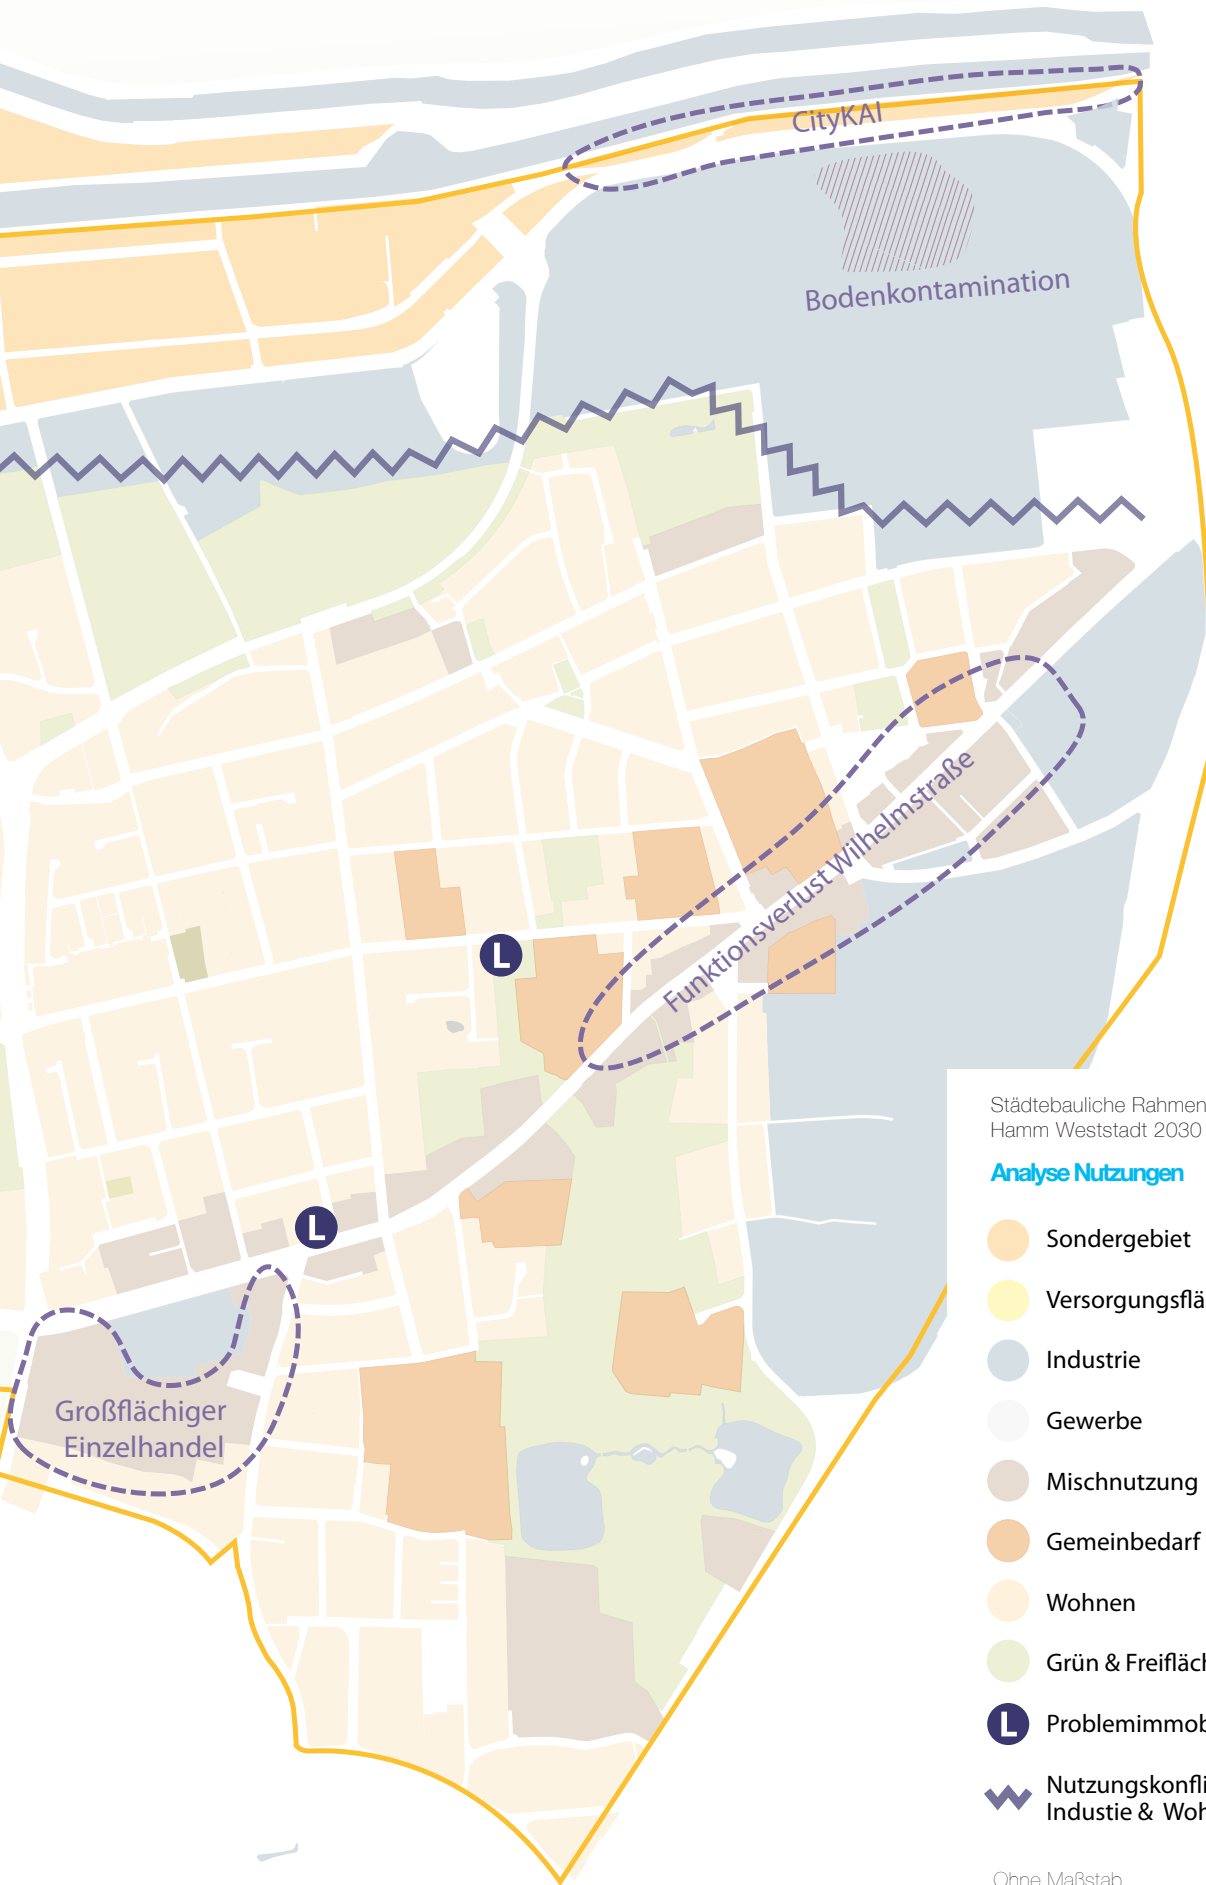 CityKAI
Bodenkontamination
Funktionsverlust Wilhelmstraße
L
L
Großflächiger
Einzelhandel
Städtebauliche Rahmen
Hamm Weststadt 2030
Analyse Nutzungen
Sondergebiet
Versorgungsflä
Industrie
Gewerbe
Mischnutzung
Gemeinbedarf
Wohnen
Grün & Freifläch
L Problemimmob
Nutzungskonfli
Industie & Woh
Ohne Maßstab